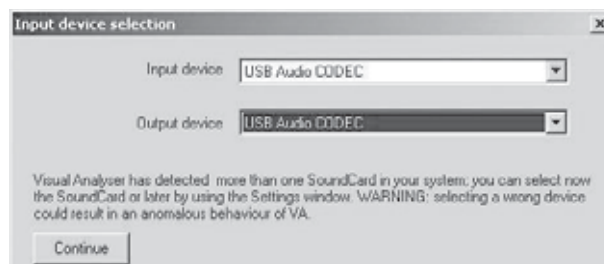 Input device selection
Input device USB Audio CODEC
Output device USB Audio CODEC
Visual Analyser has detected more than one SoundCard in your system; you can select now
the SoundCard or later by using the Settings window. WARNING: selecting a wrong device
could result in an anomalous behaviour of VA.
Continue